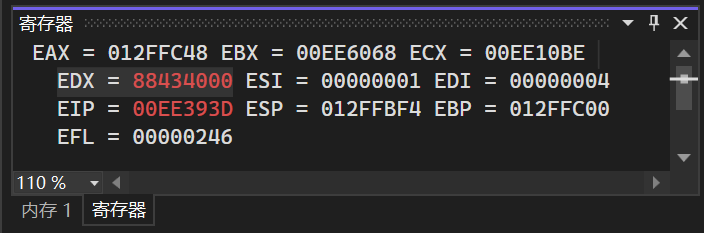 寄存器
EAX = 012FFC48 EBX = 00EE6068 ECX = 00EE10BE
EDX = 88434000 ESI = 00000001 EDI = 00000004
EIP = 00EE393D ESP = 012FFBF4 EBP = 012FFC00
EFL = 00000246
110 %
内存 1 寄存器